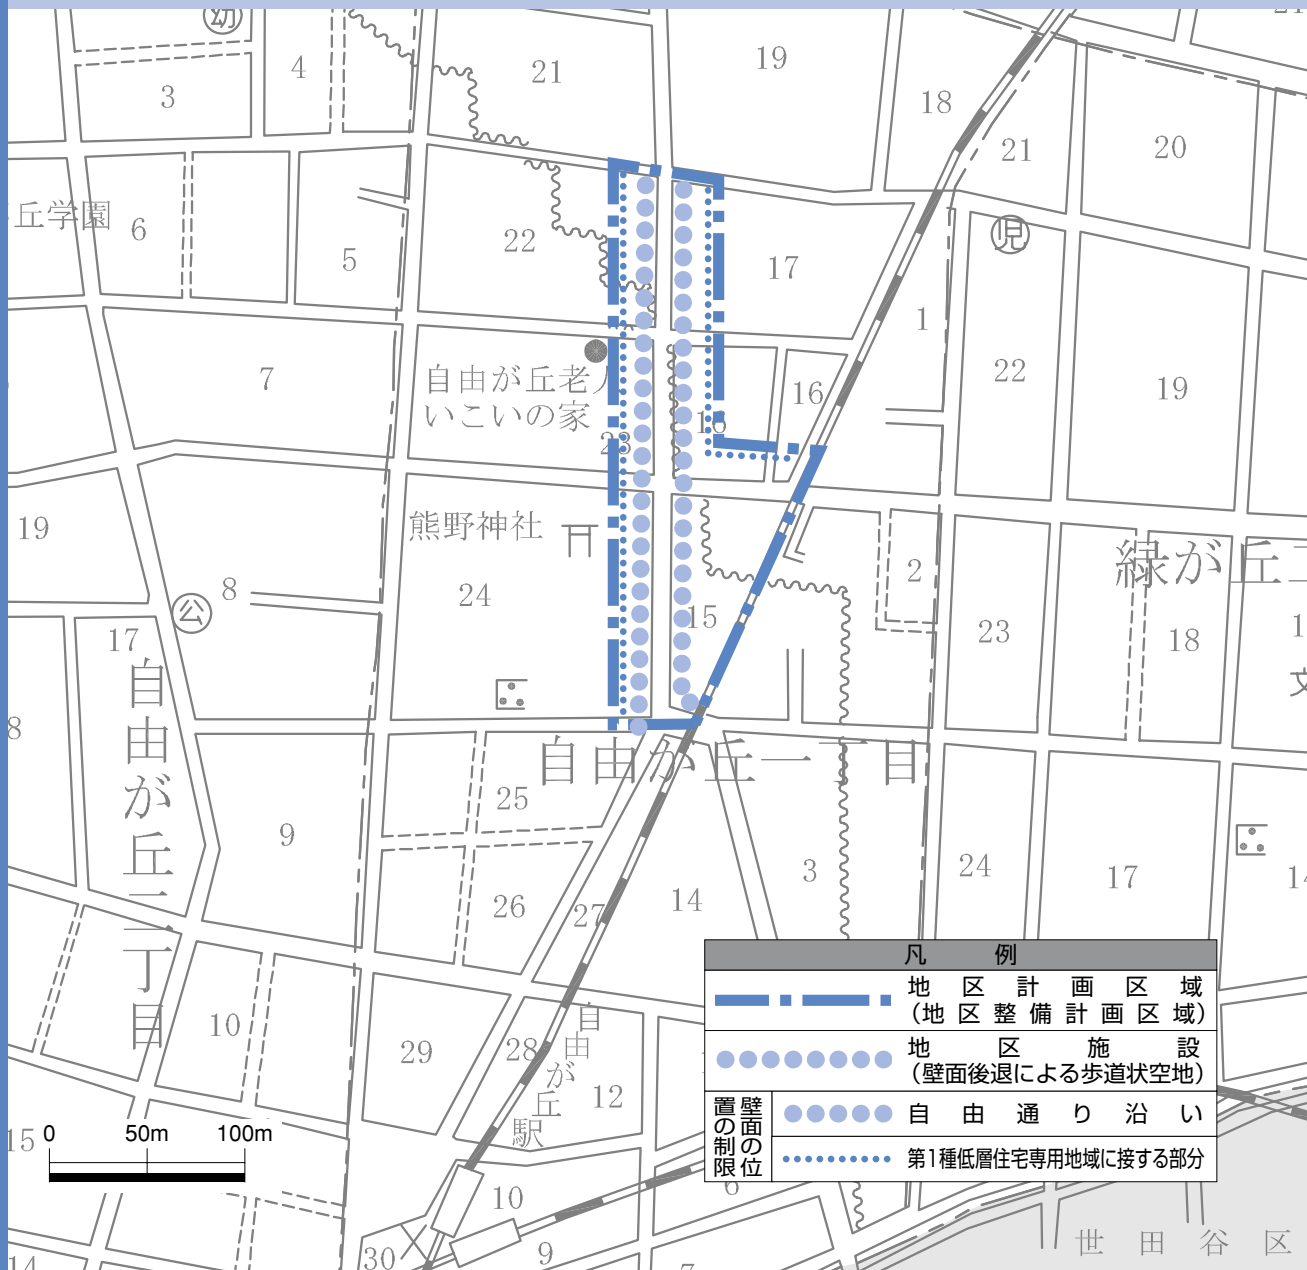 幼
19
21
4
3
18
21
20
丘学園
6
22
5
17
児
1
7
自由が丘老人
いこいの家
16
16
22
19
23
19
熊野神社
緑が丘二
8
公
24
2
15
23
18
17
自由が丘二丁目
自由が丘一丁目
25
9
3
24
17
14
26
27
14
10
29
28
自由が丘駅
12
15
0 50m 100m
10
9
30
6
7
14
世田谷区
凡例
地区計画区域
(地区整備計画区域)
地区施設
(壁面後退による歩道状空地)
壁面の位置の制限
自由通り沿い
第1種低層住宅専用地域に接する部分